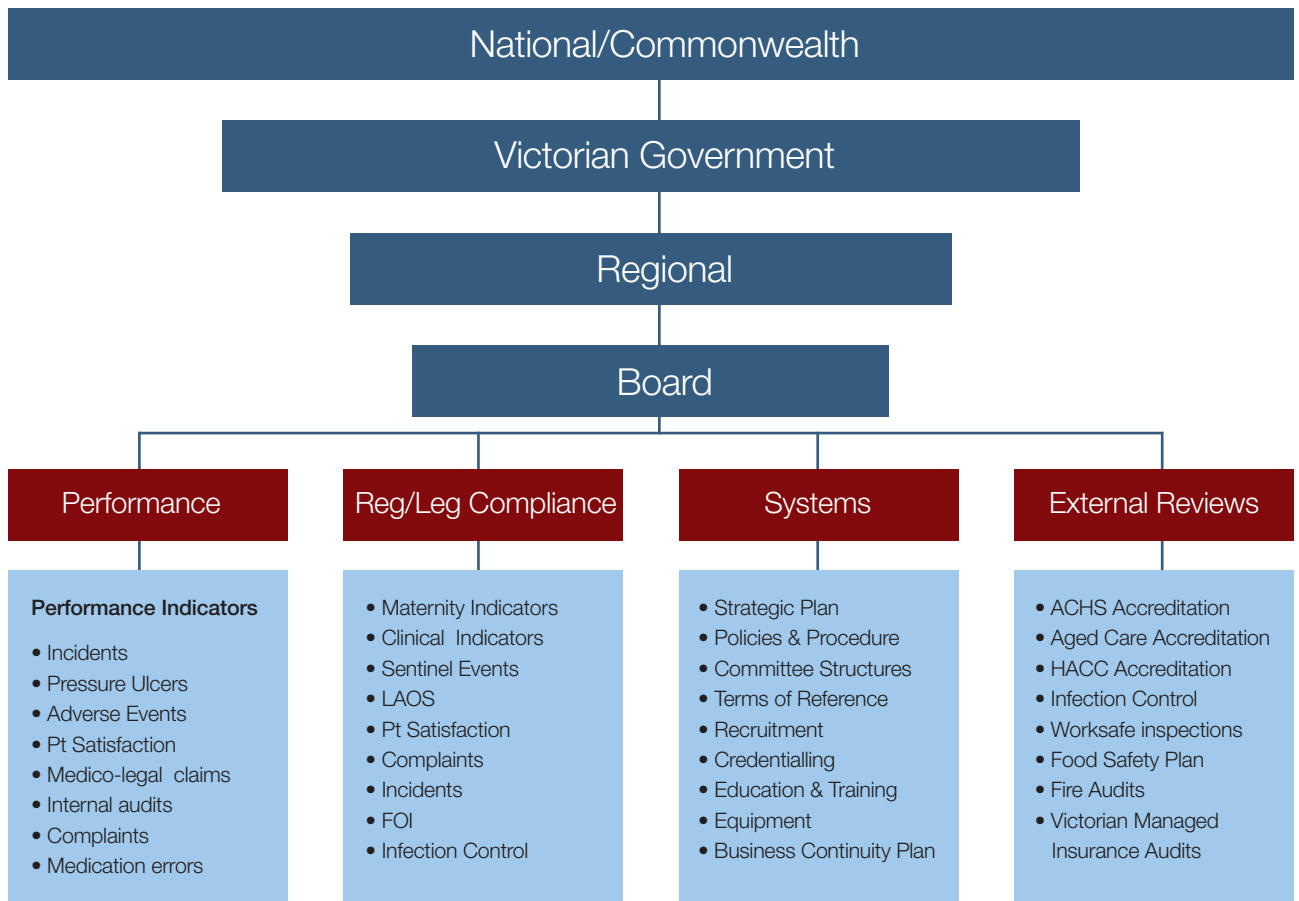 National/Commonwealth
Victorian Government
Regional
Board
Performance
Reg/Leg Compliance
Systems
External Reviews
Performance Indicators
• Incidents
• Pressure Ulcers
• Adverse Events
• Pt Satisfaction
• Medico-legal claims
• Internal audits
• Complaints
• Medication errors
• Maternity Indicators
• Clinical Indicators
• Sentinel Events
• LAOS
• Pt Satisfaction
• Complaints
• Incidents
• FOI
• Infection Control
• Strategic Plan
• Policies & Procedure
• Committee Structures
• Terms of Reference
• Recruitment
• Credentialling
• Education & Training
• Equipment
• Business Continuity Plan
• ACHS Accreditation
• Aged Care Accreditation
• HACC Accreditation
• Infection Control
• Worksafe inspections
• Food Safety Plan
• Fire Audits
• Victorian Managed
Insurance Audits